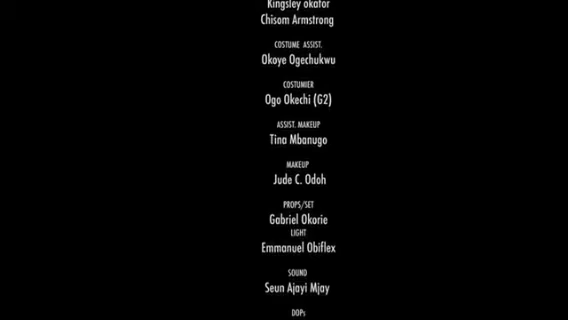 Kingsley okafor
Chisom Armstrong
COSTUME ASSIST.
Okoye Ogechukwu
COSTUMIER
Ogo Okechi (G2)
ASSIST. MAKEUP
Tina Mbanugo
MAKEUP
Jude C. Odoh
PROPS/SET
Gabriel Okorie
LIGHT
Emmanuel Obiflex
SOUND
Seun Ajayi Mjay
DOPs